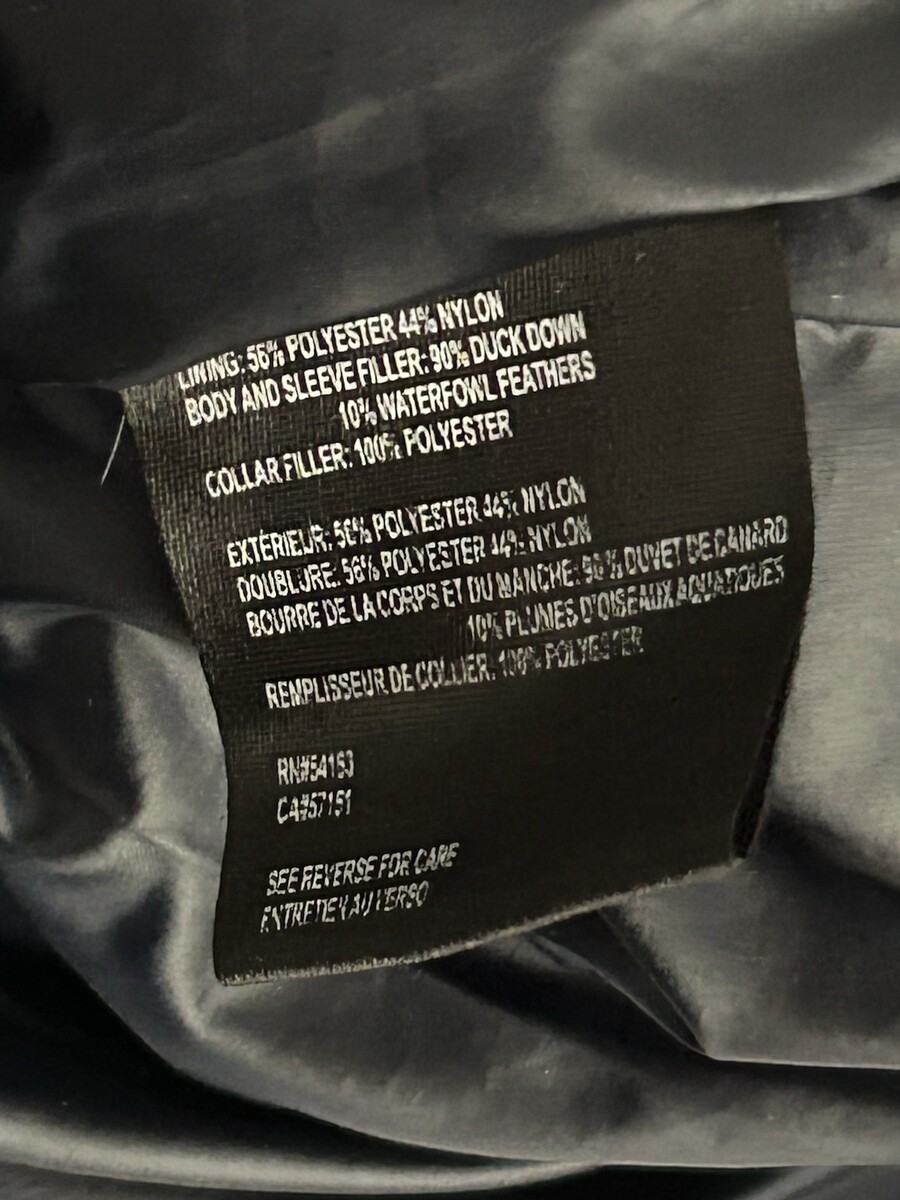 LINING: 56% POLYESTER 44% NYLON
BODY AND SLEEVE FILLER: 90% DUCK DOWN
10% WATERFOWL FEATHERS
COLLAR FILLER: 100% POLYESTER
EXTÉRIEUR: 56% POLYESTER 44% NYLON
DOUBLURE: 56% POLYESTER 44% NYLON
BOURRE DE LA CORPS ET DU MANCHE: 90% DUVET DE CANARD
10% PLUMES D'OISEAUX AQUATIQUES
REMPLISSEUR DE COLLIER: 100% POLYESTER
RN#54163
CA#57151
SEE REVERSE FOR CARE
ENTRETIEN AU VERSO